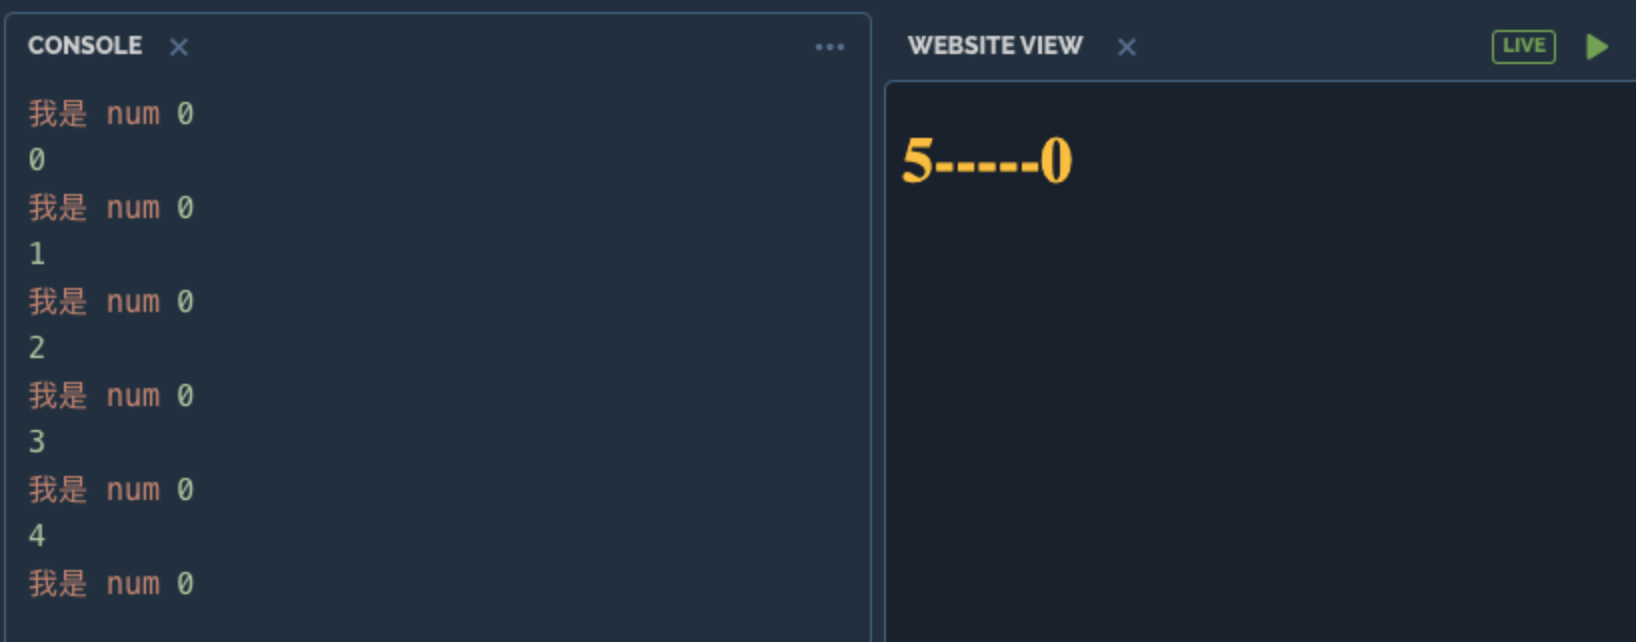 CONSOLE
我是 num 0
0
我是 num 0
1
我是 num 0
2
我是 num 0
3
我是 num 0
4
我是 num 0
WEBSITE VIEW
LIVE
5-----0